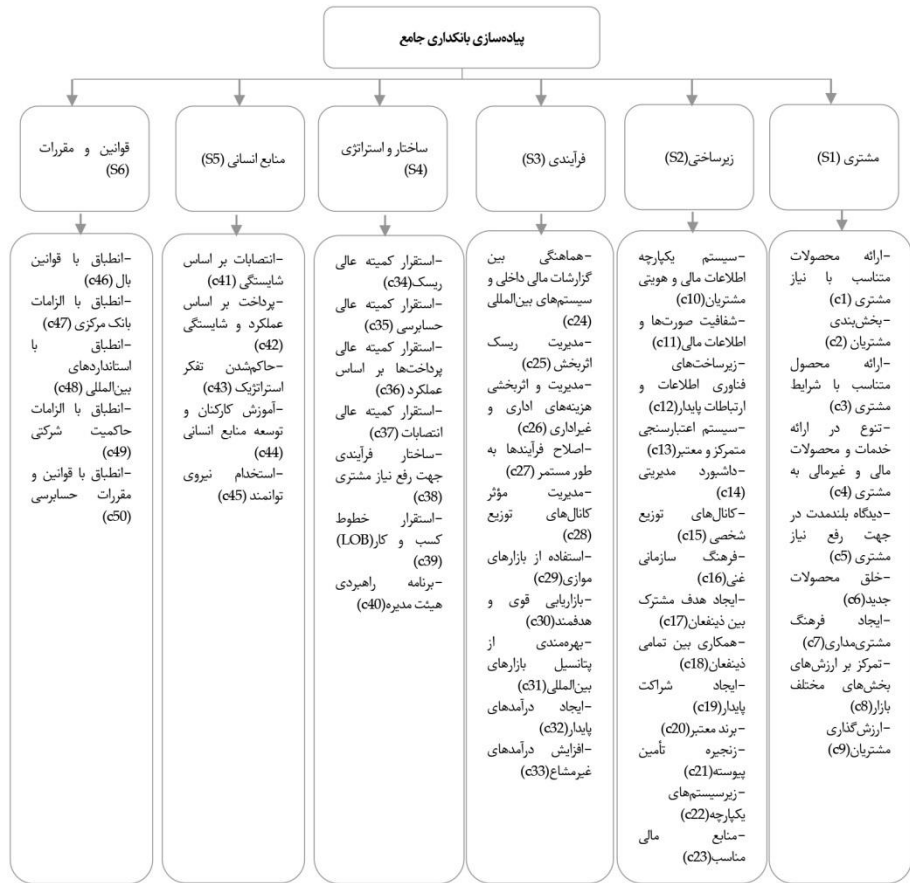 پیاده‌سازی بانکداری جامع
مشتری (S1)
زیرساختی(S2)
فرآیندی (S3)
ساختار و استراتژی
(S4)
منابع انسانی (S5)
قوانین و مقررات
(S6)
-ارائه محصولات
متناسب با نیاز
مشتری (c1)
-بخش‌بندی
مشتریان (c2)
-ارائه محصول
متناسب با شرایط
مشتری (c3)
-تنوع در ارائه
خدمات و محصولات
مالی و غیرمالی به
مشتری (c4)
-دیدگاه بلندمدت در
جهت رفع نیاز
مشتری (c5)
-خلق محصولات
جدید(c6)
-ایجاد فرهنگ
مشتری‌مداری(c7)
-تمرکز بر ارزش‌های
بخش‌های مختلف
بازار(c8)
-ارزش‌گذاری
مشتریان(c9)
-سیستم یکپارچه
اطلاعات مالی و هویتی
مشتریان(c10)
-شفافیت صورت‌ها و
اطلاعات مالی(c11)
-زیرساخت‌های
فناوری اطلاعات و
ارتباطات پایدار(c12)
-سیستم اعتبارسنجی
متمرکز و معتبر(c13)
-داشبورد مدیریتی
(c14)
-کانال‌های توزیع
شخصی (c15)
-فرهنگ سازمانی
غنی(c16)
-ایجاد هدف مشترک
بین ذینفعان(c17)
-همکاری بین تمامی
ذینفعان(c18)
-ایجاد شراکت
پایدار(c19)
-برند معتبر(c20)
-زنجیره تأمین
پیوسته(c21)
-زیرسیستم‌های
یکپارچه(c22)
-منابع مالی
مناسب(c23)
-هماهنگی بین
گزارشات مالی داخلی و
سیستم‌های بین‌المللی
(c24)
-مدیریت ریسک
اثربخش (c25)
-مدیریت و اثربخشی
هزینه‌های اداری و
غیراداری (c26)
-اصلاح فرآیندها به
طور مستمر (c27)
-مدیریت مؤثر
کانال‌های توزیع
(c28)
-استفاده از بازارهای
موازی(c29)
-بازاریابی قوی و
هدفمند(c30)
-بهره‌مندی از
پتانسیل بازارهای
بین‌المللی(c31)
-ایجاد درآمدهای
پایدار(c32)
-افزایش درآمدهای
غیرمشاع(c33)
-استقرار کمیته عالی
ریسک(c34)
-استقرار کمیته عالی
حسابرسی (c35)
-استقرار کمیته عالی
پرداخت‌ها بر اساس
عملکرد (c36)
-استقرار کمیته عالی
انتصابات (c37)
-ساختار فرآیندی
جهت رفع نیاز مشتری
(c38)
-استقرار خطوط
کسب و کار(LOB)
(c39)
-برنامه راهبردی
هیئت مدیره(c40)
-انتصابات بر اساس
شایستگی (c41)
-پرداخت بر اساس
عملکرد و شایستگی
(c42)
-حاکم‌شدن تفکر
استراتژیک (c43)
-آموزش کارکنان و
توسعه منابع انسانی
(c44)
-استخدام نیروی
توانمند (c45)
-انطباق با قوانین
بال (c46)
-انطباق با الزامات
بانک مرکزی (c47)
-انطباق با
استانداردهای
بین‌المللی (c48)
-انطباق با الزامات
حاکمیت شرکتی
(c49)
-انطباق با قوانین و
مقررات حسابرسی
(c50)